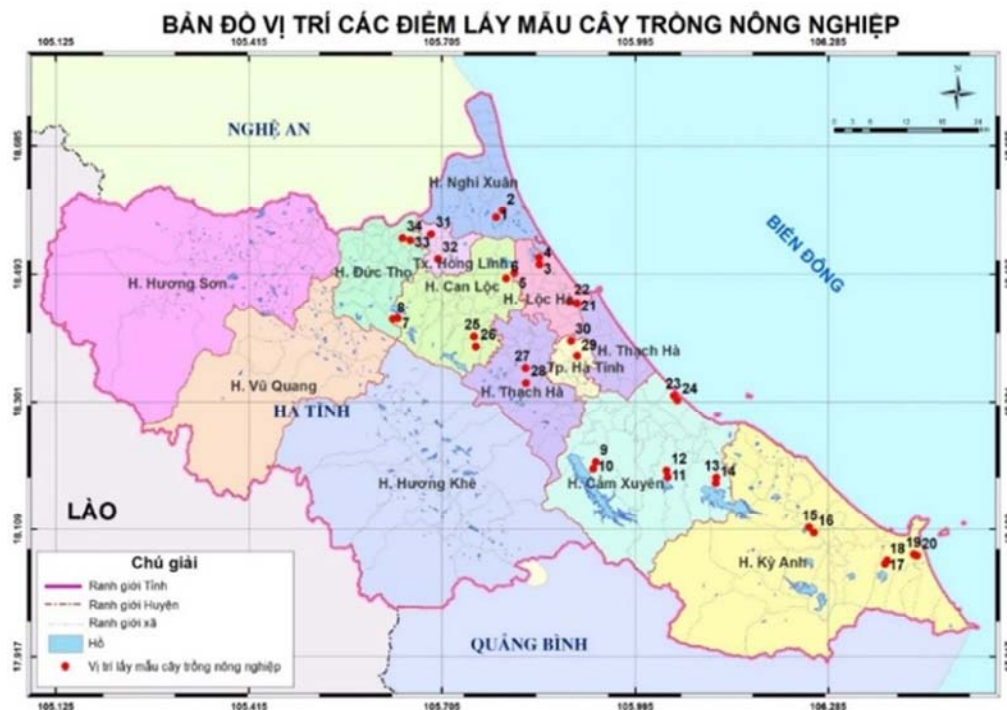 BẢN ĐỒ VỊ TRÍ CÁC ĐIỂM LẤY MẪU CÂY TRỒNG NÔNG NGHIỆP
105.125 105.415 105.705 105.995 106.285
N
NGHỆ AN
18.685
H. Nghi Xuân
2
1
BIỂN ĐÔNG
34 31
33
32
Tx. Hồng Lĩnh
4
3
18.493
H. Đức Thọ
6
5
H. Hương Sơn
H. Can Lộc
H. Lộc Hà
22
21
8
7
25
26
30
29
H. Thạch Hà
27
Tp. Hà Tĩnh
28
H. Vũ Quang
H. Thạch Hà
23 24
18.301
HÀ TĨNH
9
10
12
11
13
14
H. Hương Khê
H. Cẩm Xuyên
LÀO
18.109
15 16
19 20
18
17
H. Kỳ Anh
Chú giải
Ranh giới Tỉnh
Ranh giới Huyện
Ranh giới xã
Hồ
Vị trí lấy mẫu cây trồng nông nghiệp
QUẢNG BÌNH
17.917
105.125 105.415 105.705 105.995 106.285